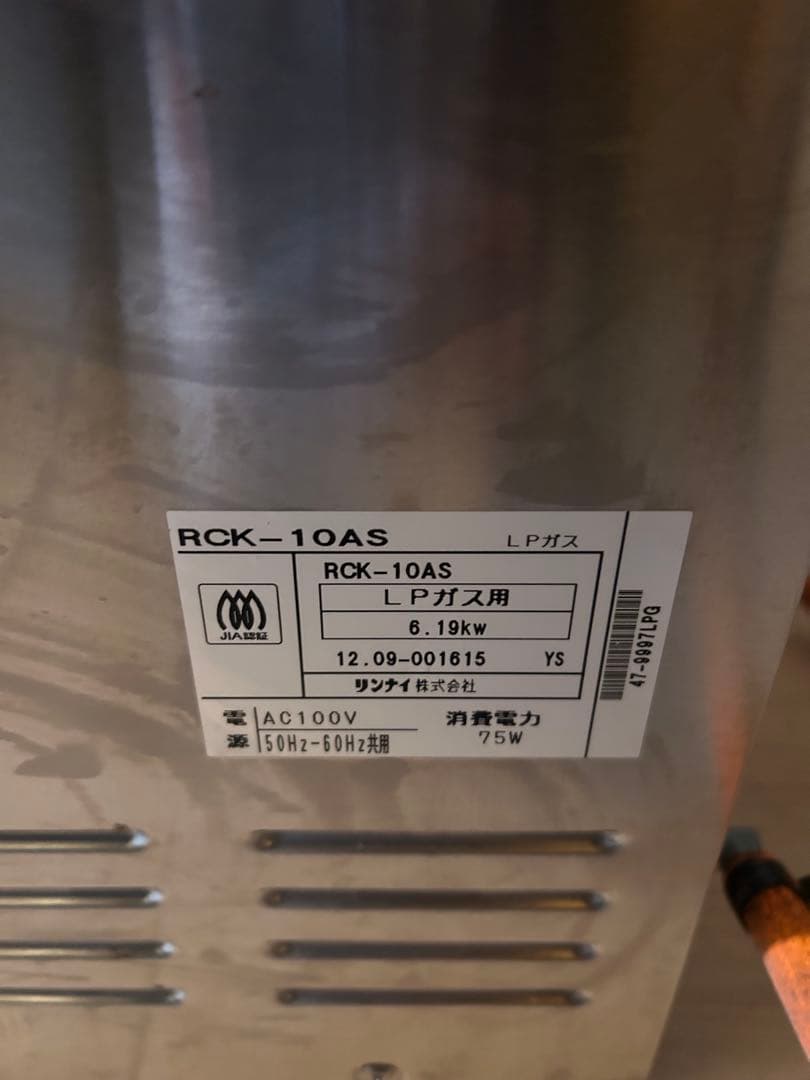 RCK-10AS LPガス
JIA認証
RCK-10AS
LPガス用
6.19kw
12.09-001615 YS
リンナイ株式会社
電源 AC100V
50Hz-60Hz共用
消費電力
75W
47-9997LPG